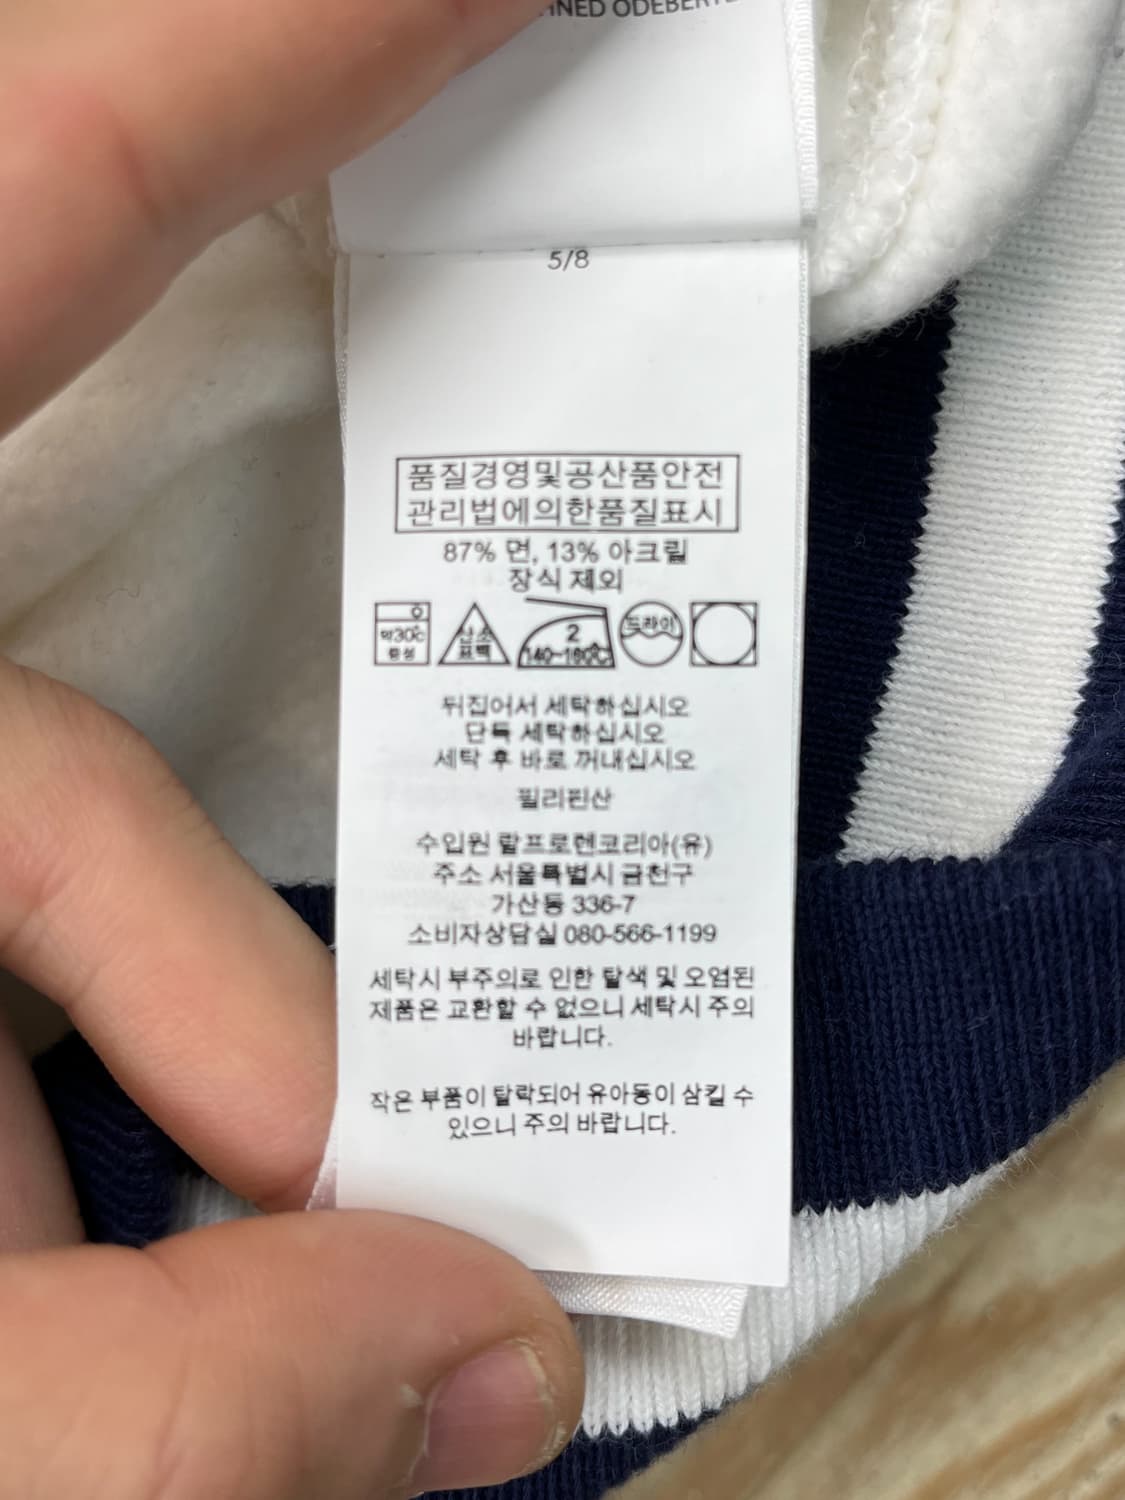 5/8
품질경영및공산품안전
관리법에의한품질표시
87% 면, 13% 아크릴
장식 제외
약30℃
중성
산소
표백
2
140~160℃
드라이
뒤집어서 세탁하십시오
단독 세탁하십시오
세탁 후 바로 꺼내십시오
필리핀산
수입원 랄프로렌코리아(유)
주소 서울특별시 금천구
가산동 336-7
소비자상담실 080-566-1199
세탁시 부주의로 인한 탈색 및 오염된
제품은 교환할 수 없으니 세탁시 주의
바랍니다.
작은 부품이 탈락되어 유아동이 삼킬 수
있으니 주의 바랍니다.